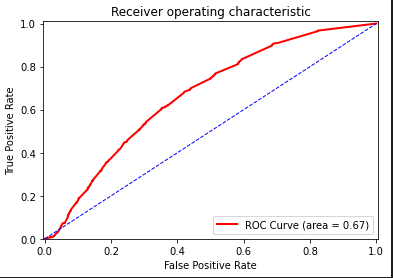 Receiver operating characteristic
True Positive Rate
1.0
0.8
0.6
0.4
0.2
0.0
ROC Curve (area = 0.67)
0.0 0.2 0.4 0.6 0.8 1.0
False Positive Rate